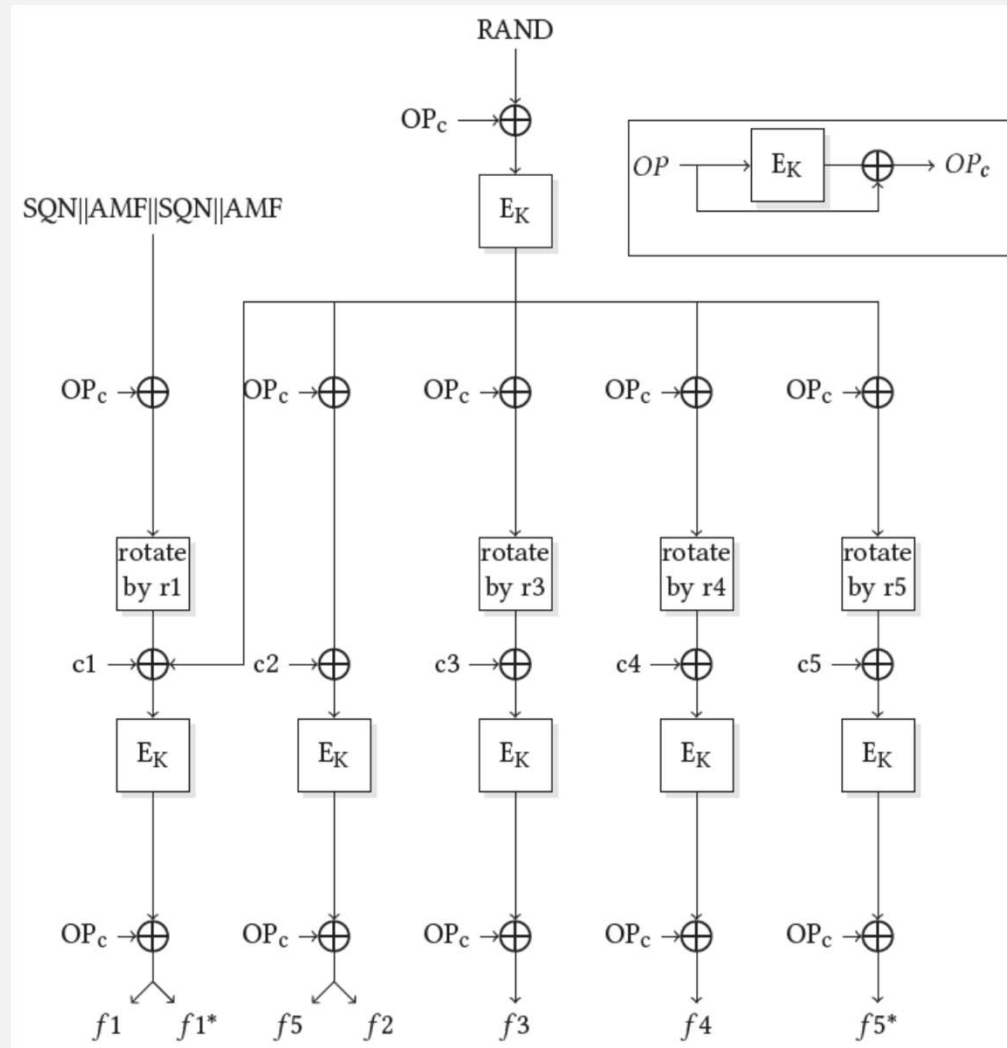 RAND
OPc
OP EK OPc
SQN||AMF||SQN||AMF
EK
OPc OPc OPc OPc OPc
rotate by r1
rotate by r3
rotate by r4
rotate by r5
c1 c2 c3 c4 c5
EK EK EK EK EK
OPc OPc OPc OPc OPc
f1 f1* f5 f2 f3 f4 f5*